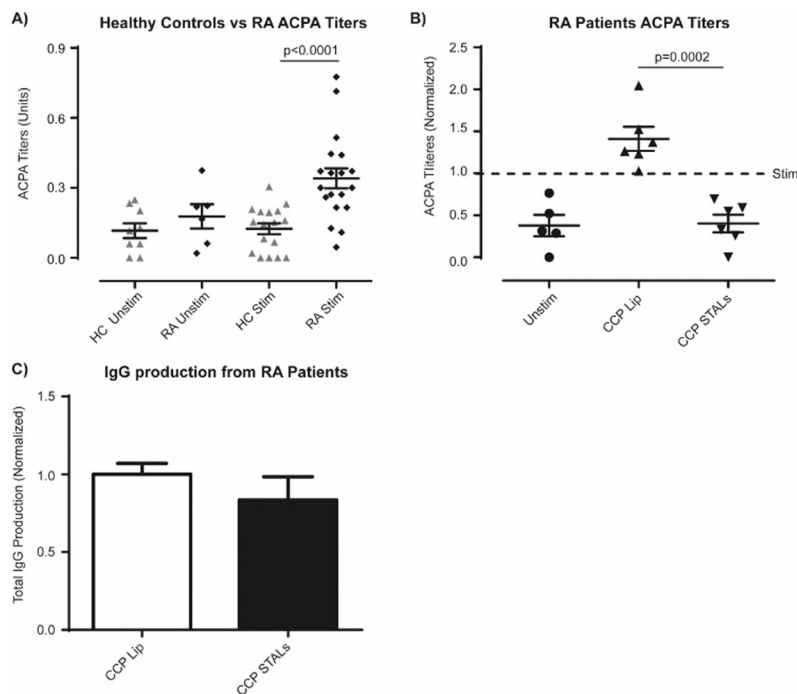 A)
Healthy Controls vs RA ACPA Titers
p<0.0001
ACPA Titers (Units)
0.9
0.6
0.3
0.0
HC Unstim
RA Unstim
HC Stim
RA Stim
B)
RA Patients ACPA Titers
p=0.0002
ACPA Tliteres (Normalized)
2.5
2.0
1.5
1.0
0.5
0.0
Stim
Unstim
CCP Lip
CCP STALs
C)
IgG production from RA Patients
Total IgG Production (Normalized)
1.5
1.0
0.5
0.0
CCP Lip
CCP STALs